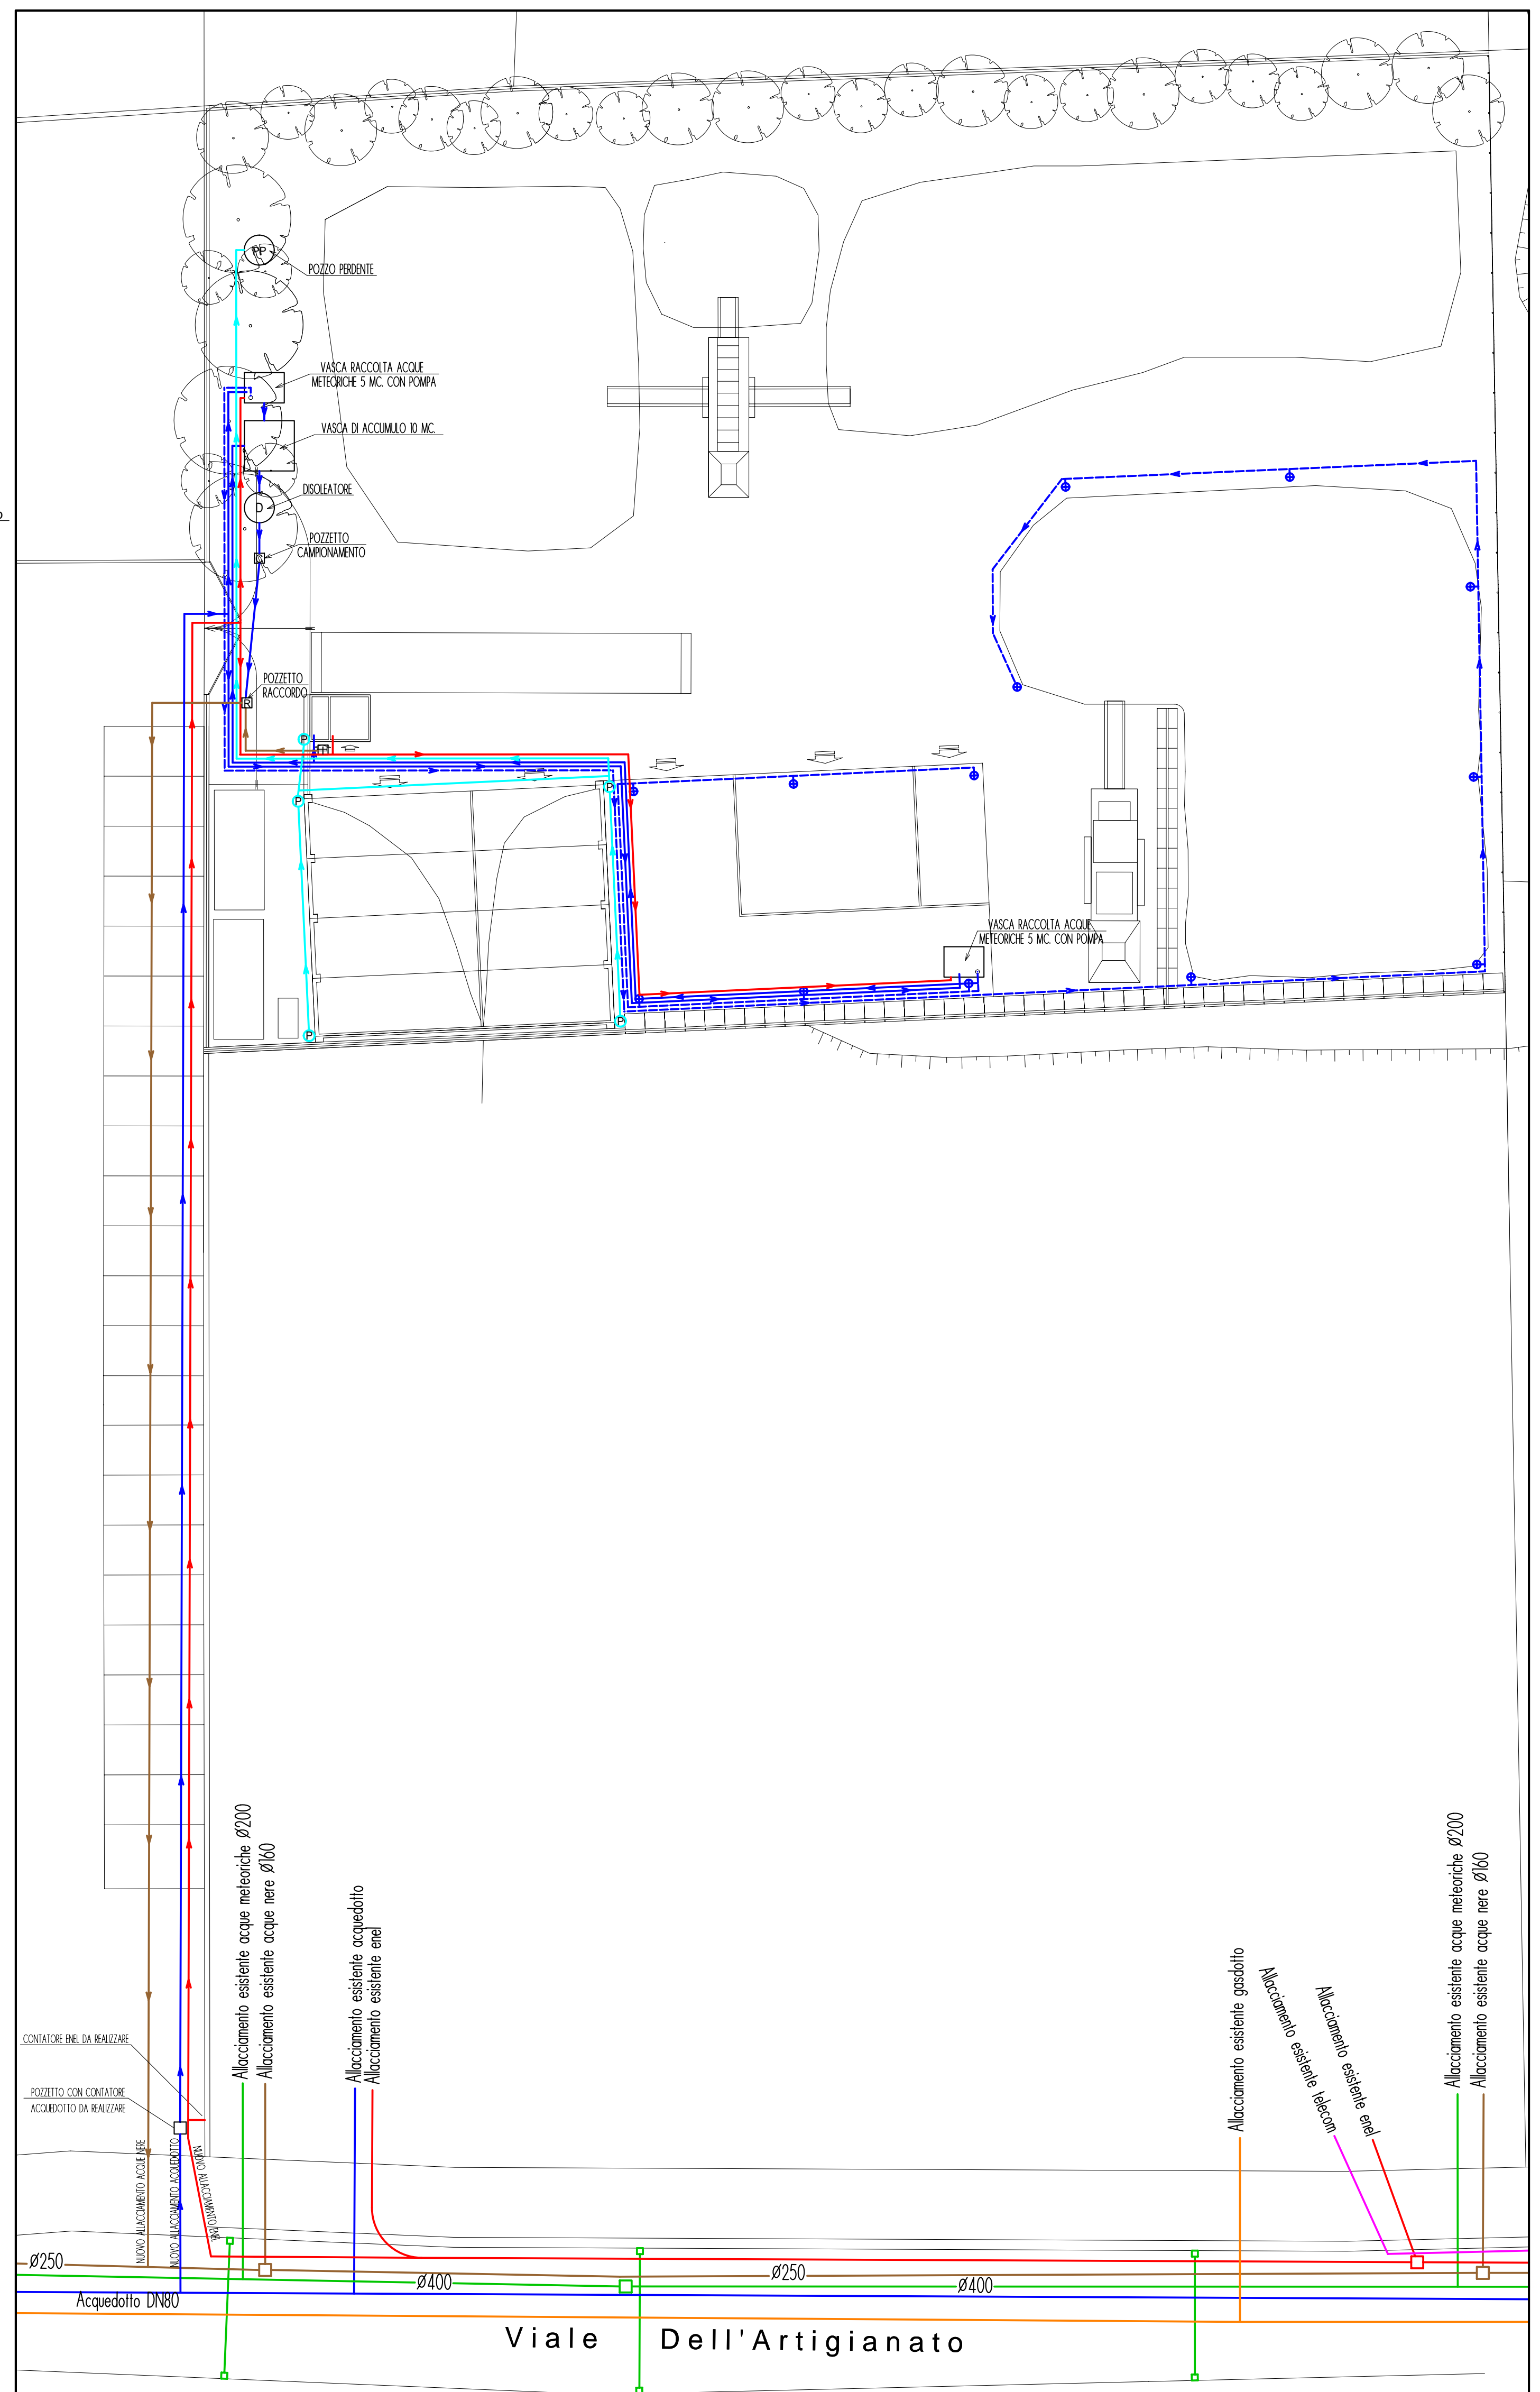 PP
POZZO PERDENTE
VASCA RACCOLTA ACQUE
METEORICHE 5 MC. CON POMPA
VASCA DI ACCUMULO 10 MC.
DISOLEATORE
D
POZZETTO
CAMPIONAMENTO
C
POZZETTO
RACCORDO
R
P
P
P
VASCA RACCOLTA ACQUE
METEORICHE 5 MC. CON POMPA
P
P
Allacciamento esistente acque meteoriche Ø200
Allacciamento esistente acque nere Ø160
Allacciamento esistente acquedotto
Allacciamento esistente enel
Allacciamento esistente gasdotto
Allacciamento esistente telecom
Allacciamento esistente enel
Allacciamento esistente acque meteoriche Ø200
Allacciamento esistente acque nere Ø160
CONTATORE ENEL DA REALIZZARE
POZZETTO CON CONTATORE
ACQUEDOTTO DA REALIZZARE
NUOVO ALLACCIAMENTO ACQUE NERE
NUOVO ALLACCIAMENTO ACQUEDOTTO
NUOVO ALLACCIAMENTO ENEL
Ø250
Ø250
Ø400
Ø400
Acquedotto DN80
Viale Dell'Artigianato